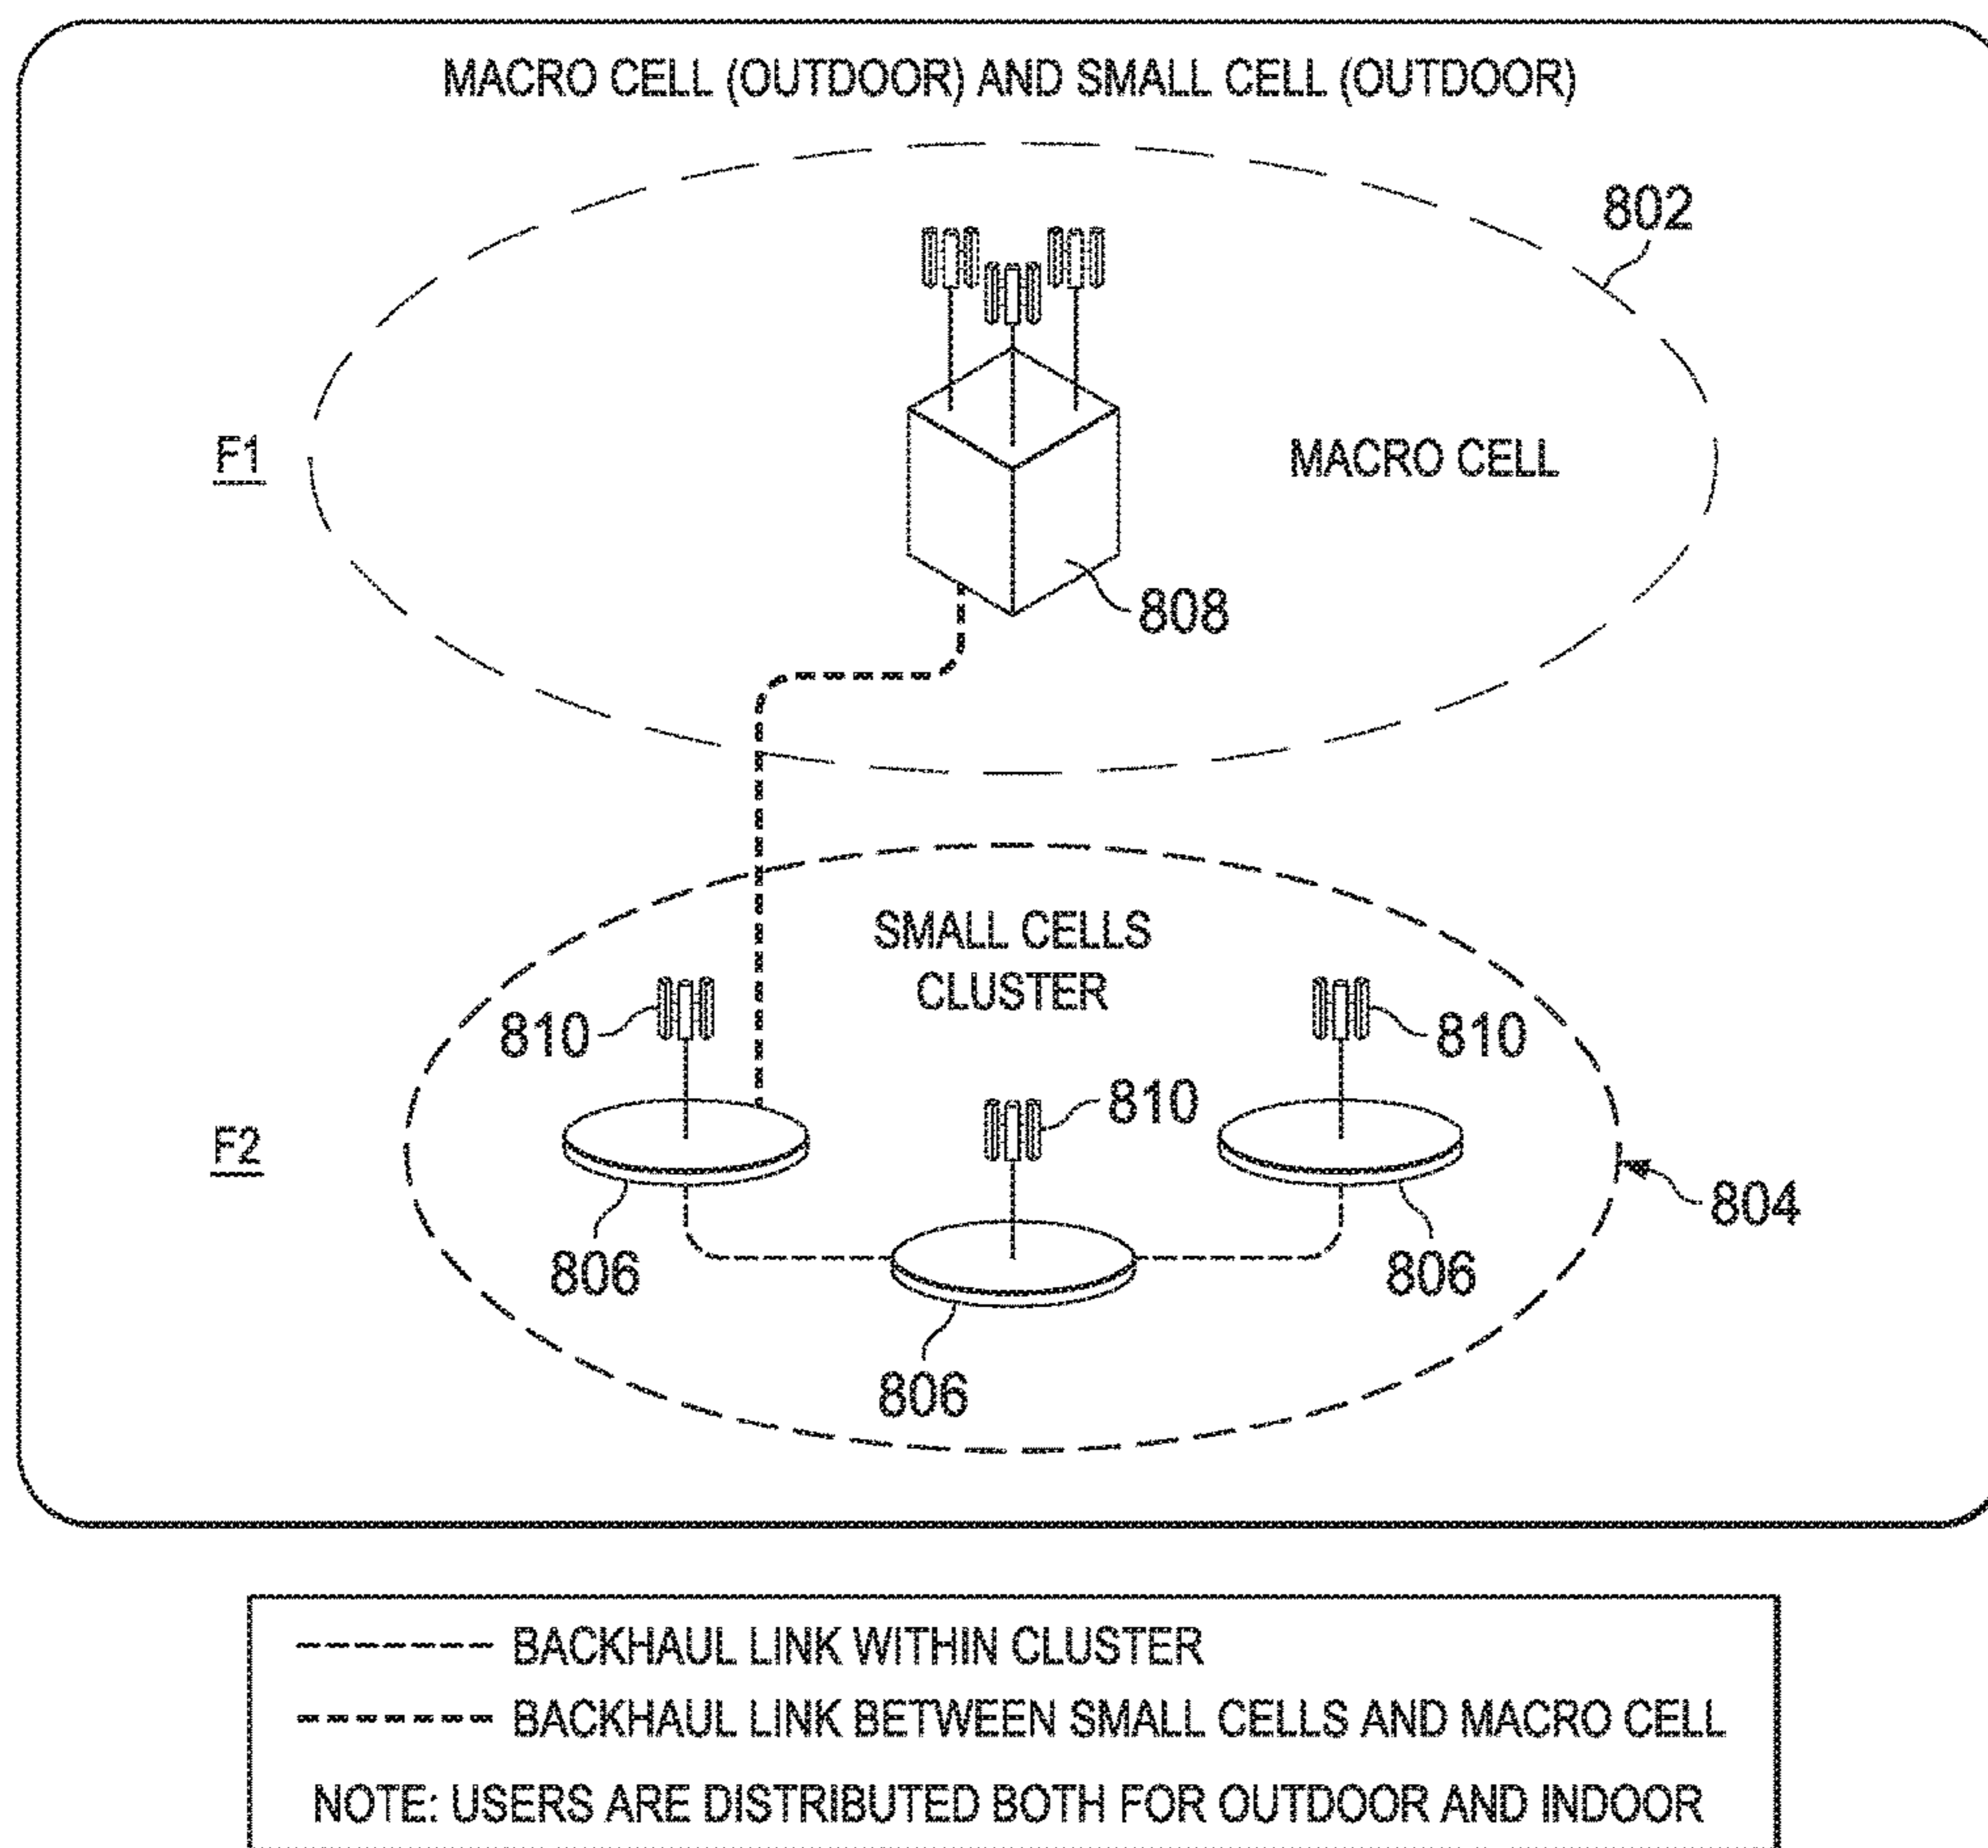 MACRO CELL (OUTDOOR) AND SMALL CELL (OUTDOOR)
802
F1
MACRO CELL
808
SMALL CELLS
CLUSTER
810
810
810
F2
804
806
806
806
BACKHAUL LINK WITHIN CLUSTER
BACKHAUL LINK BETWEEN SMALL CELLS AND MACRO CELL
NOTE: USERS ARE DISTRIBUTED BOTH FOR OUTDOOR AND INDOOR